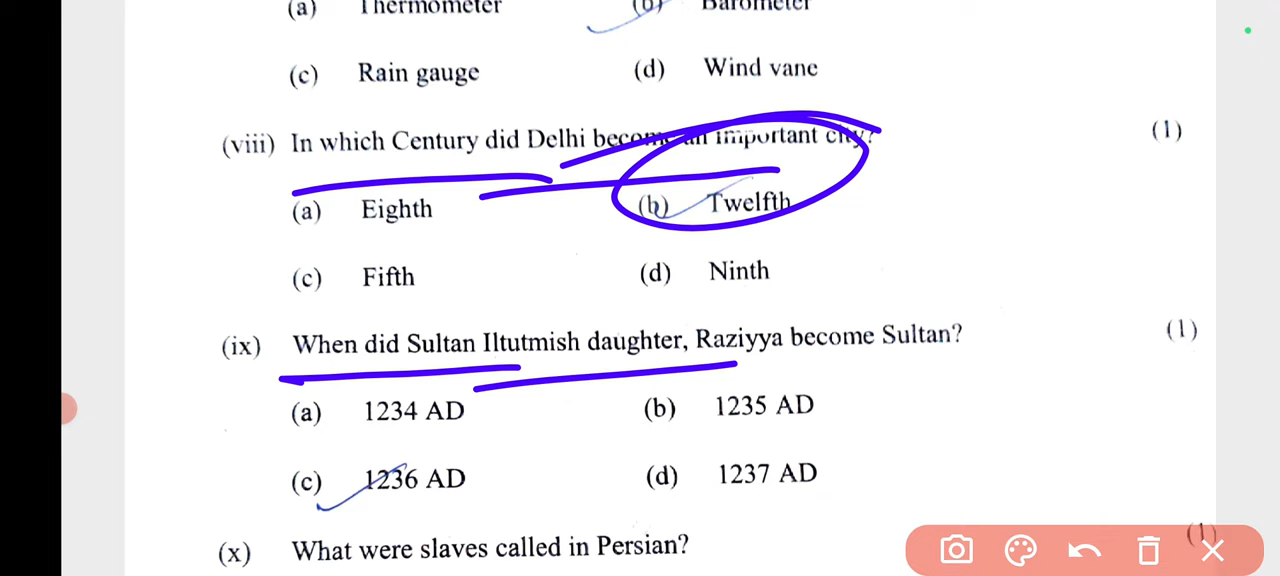 (a) Thermometer (b) Barometer
(c) Rain gauge (d) Wind vane
(viii) In which Century did Delhi become an important city? (1)
(a) Eighth (b) Twelfth
(c) Fifth (d) Ninth
(ix) When did Sultan Iltutmish daughter, Raziyya become Sultan? (1)
(a) 1234 AD (b) 1235 AD
(c) 1236 AD (d) 1237 AD
(x) What were slaves called in Persian? (1)